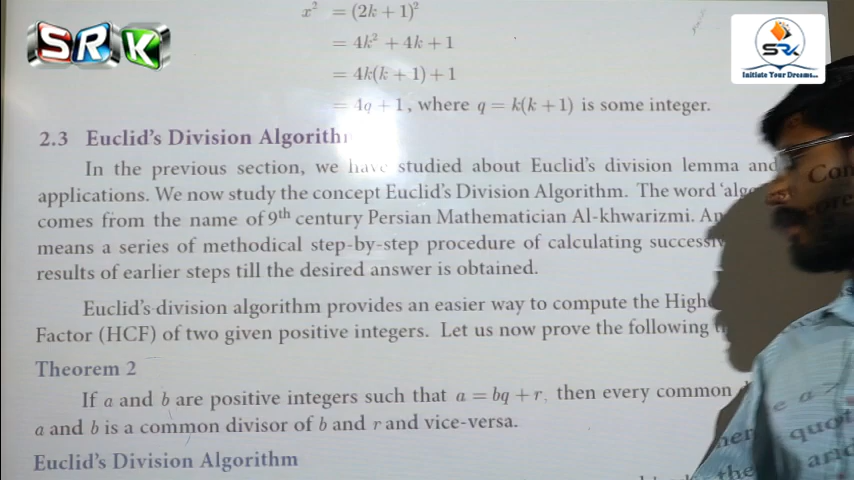 x² = (2k + 1)²
= 4k² + 4k + 1
= 4k(k + 1) + 1
= 4q + 1, where q = k(k + 1) is some integer.
SRK
SRK
Initiate Your Dreams...
2.3 Euclid's Division Algorith
In the previous section, we have studied about Euclid's division lemma and
applications. We now study the concept Euclid's Division Algorithm. The word 'algo
comes from the name of 9th century Persian Mathematician Al-khwarizmi. An
means a series of methodical step-by-step procedure of calculating successiv
results of earlier steps till the desired answer is obtained.
Euclid's division algorithm provides an easier way to compute the High
Factor (HCF) of two given positive integers. Let us now prove the following
Theorem 2
If a and b are positive integers such that a = bq + r, then every common
a and b is a common divisor of b and r and vice-versa.
Euclid's Division Algorithm